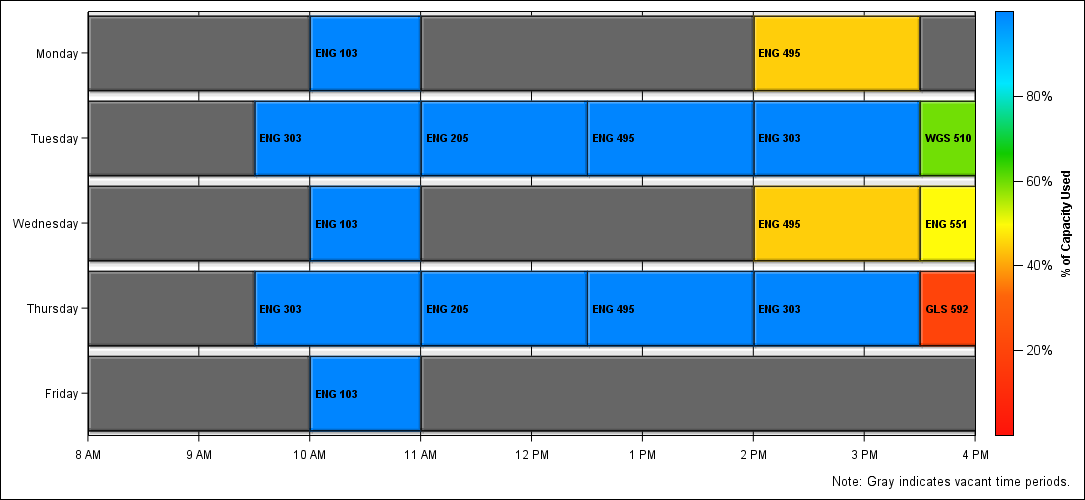 Monday
ENG 103
ENG 495
Tuesday
ENG 303
ENG 205
ENG 495
ENG 303
WGS 510
Wednesday
ENG 103
ENG 495
ENG 551
Thursday
ENG 303
ENG 205
ENG 495
ENG 303
GLS 592
Friday
ENG 103
8 AM
9 AM
10 AM
11 AM
12 PM
1 PM
2 PM
3 PM
4 PM
80%
60%
40%
20%
% of Capacity Used
Note: Gray indicates vacant time periods.